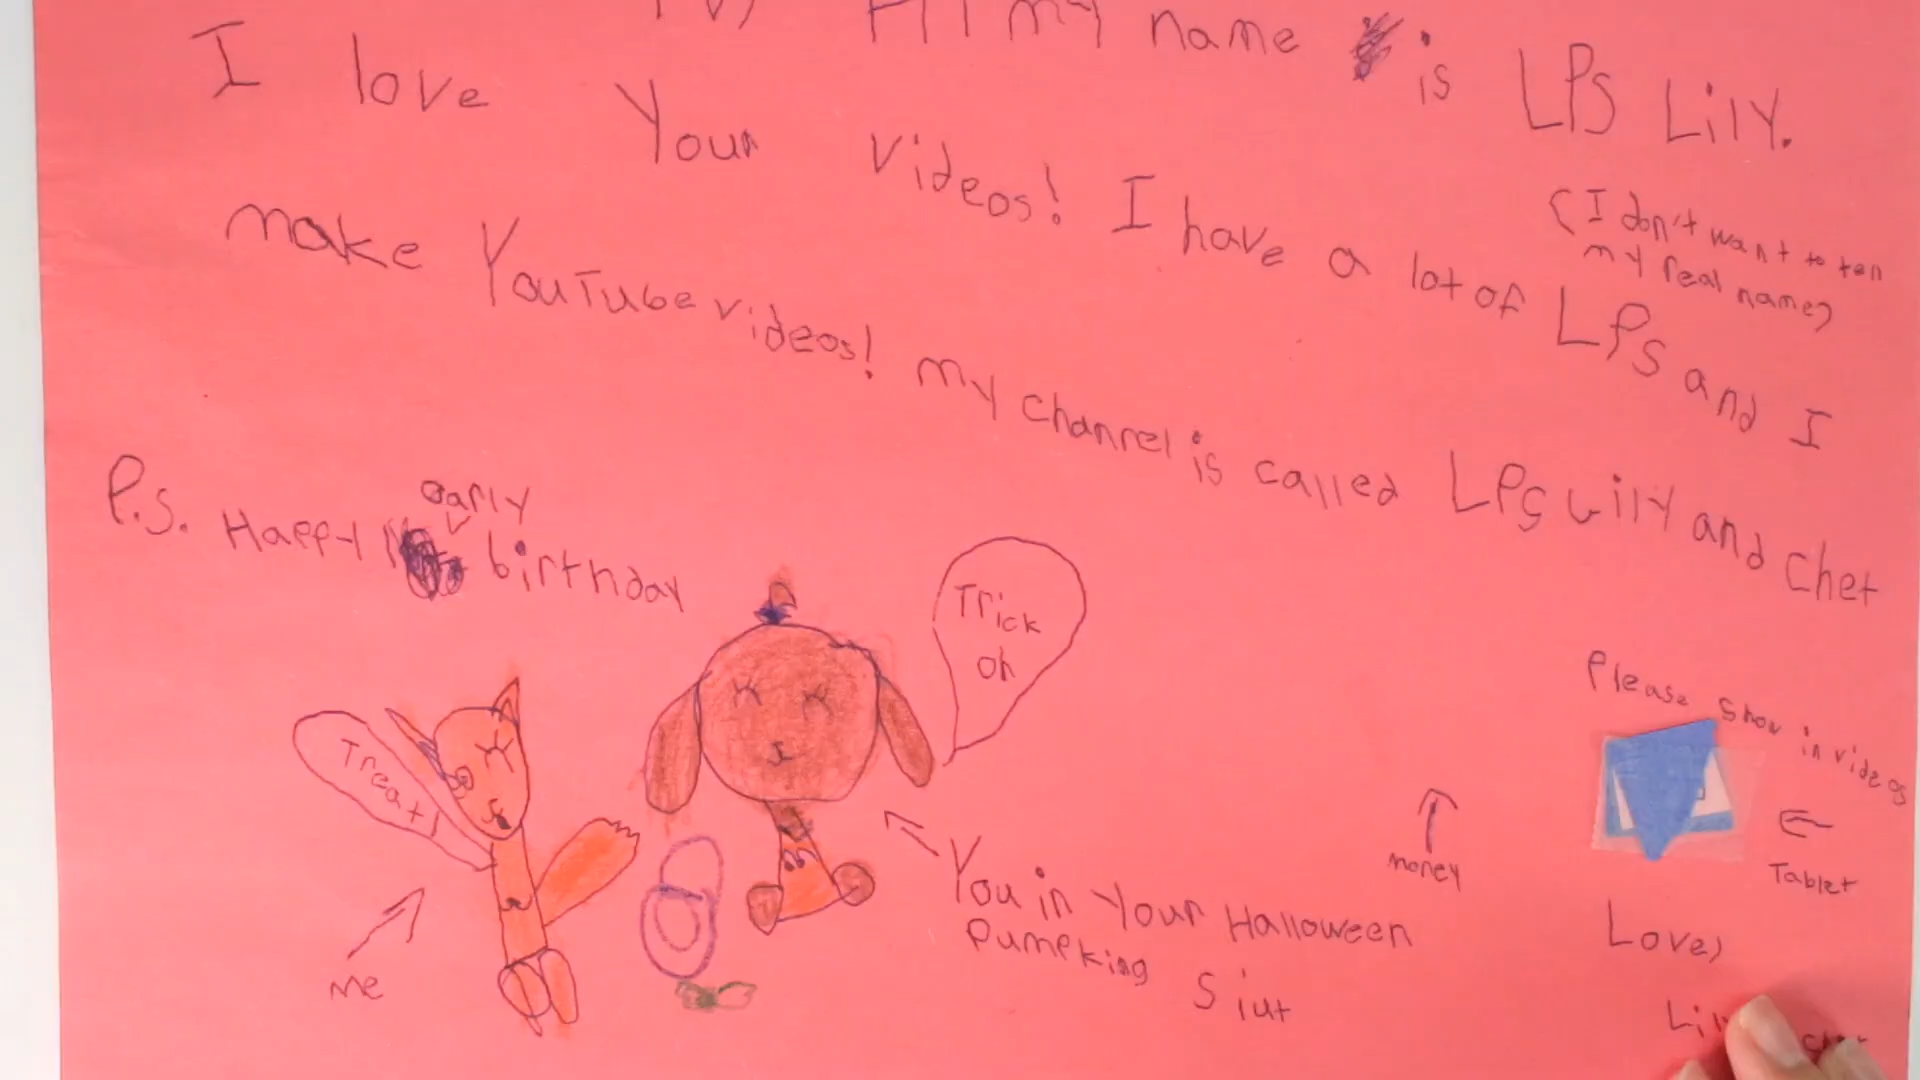 HI my name is LPS Lily.
(I don't want to tell
my real name)
I love Your videos! I have a lot of LPS and I
make YouTube videos! my channel is called LPS Lily and Chet
P.S. Happy early birthday
Trick
Oh
Treat!
Please show in videos
money
Tablet
You in Your Halloween
Pumpking Siut
me
Love,